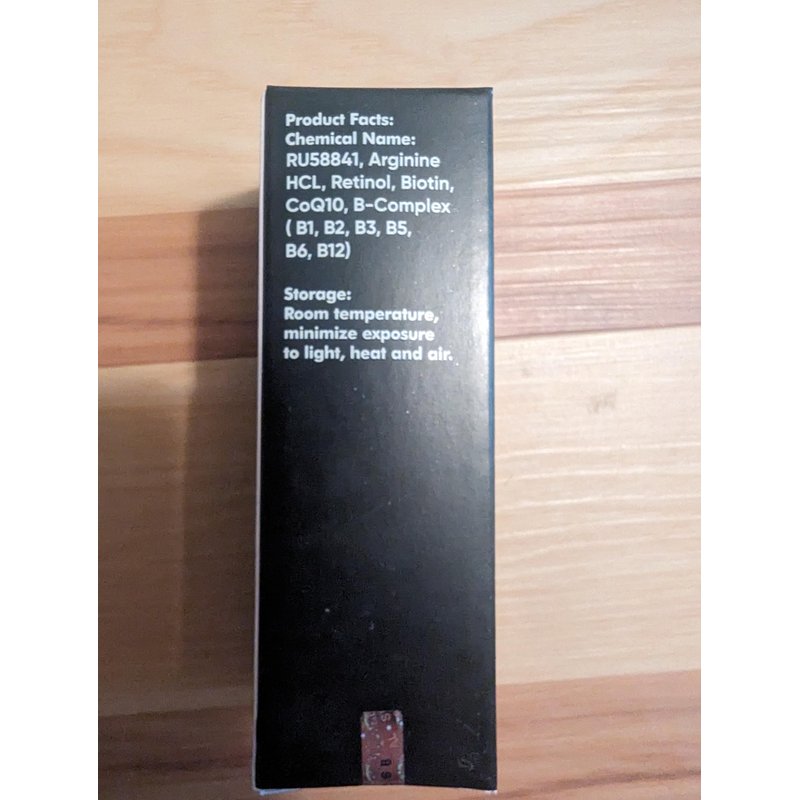 Product Facts:
Chemical Name:
RU58841, Arginine
HCL, Retinol, Biotin,
CoQ10, B-Complex
( B1, B2, B3, B5,
B6, B12)
Storage:
Room temperature,
minimize exposure
to light, heat and air.